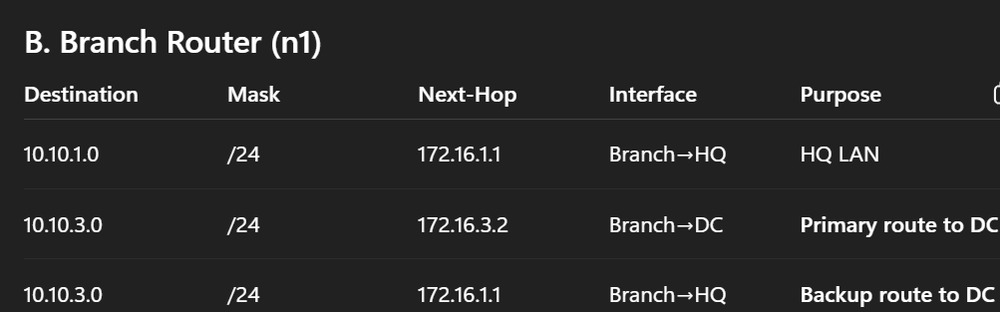 B. Branch Router (n1)
Destination Mask Next-Hop Interface Purpose
10.10.1.0 /24 172.16.1.1 Branch→HQ HQ LAN
10.10.3.0 /24 172.16.3.2 Branch→DC Primary route to DC
10.10.3.0 /24 172.16.1.1 Branch→HQ Backup route to DC